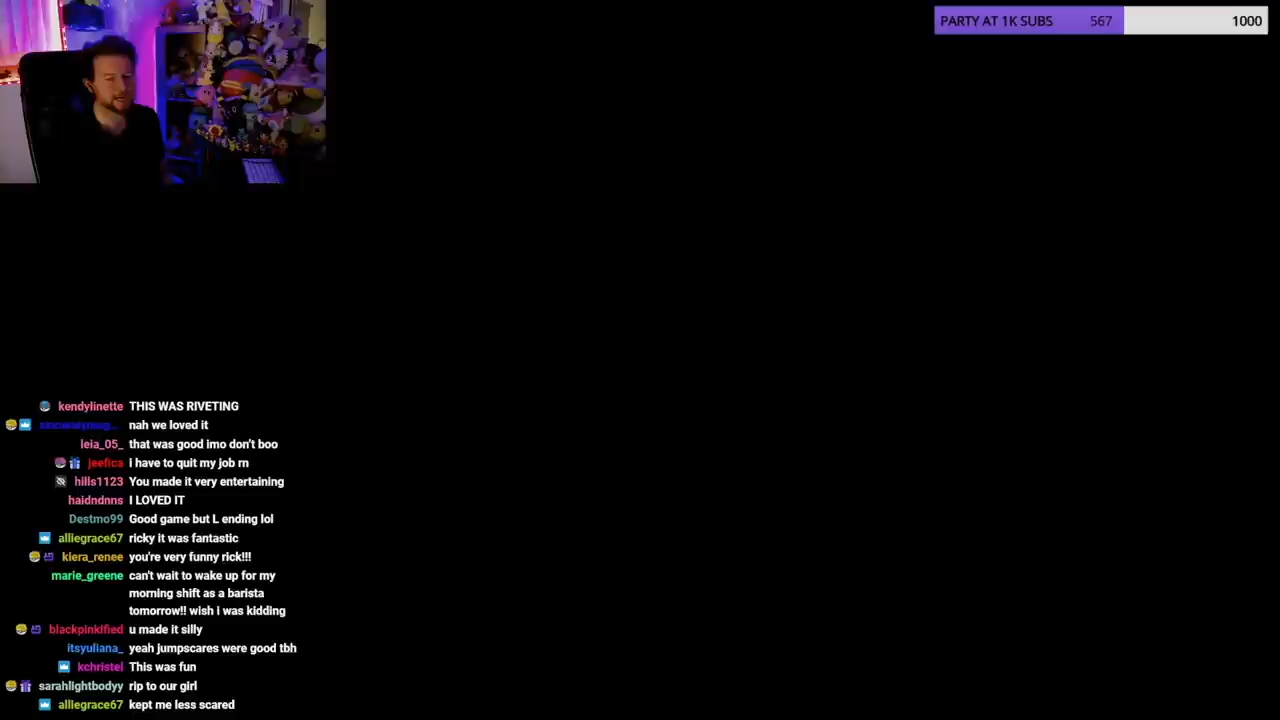 PARTY AT 1K SUBS 567 1000
kendylinette THIS WAS RIVETING
nah we loved it
leia_05_ that was good imo don't boo
jeefica i have to quit my job rn
hills1123 You made it very entertaining
haidndnns I LOVED IT
Destmo99 Good game but L ending lol
alliegrace67 ricky it was fantastic
kiera_renee you're very funny rick!!!
marie_greene can't wait to wake up for my
morning shift as a barista
tomorrow!! wish i was kidding
blackpinkified u made it silly
itsyuliana_ yeah jumpscares were good tbh
kchristel This was fun
sarahlightbodyy rip to our girl
alliegrace67 kept me less scared